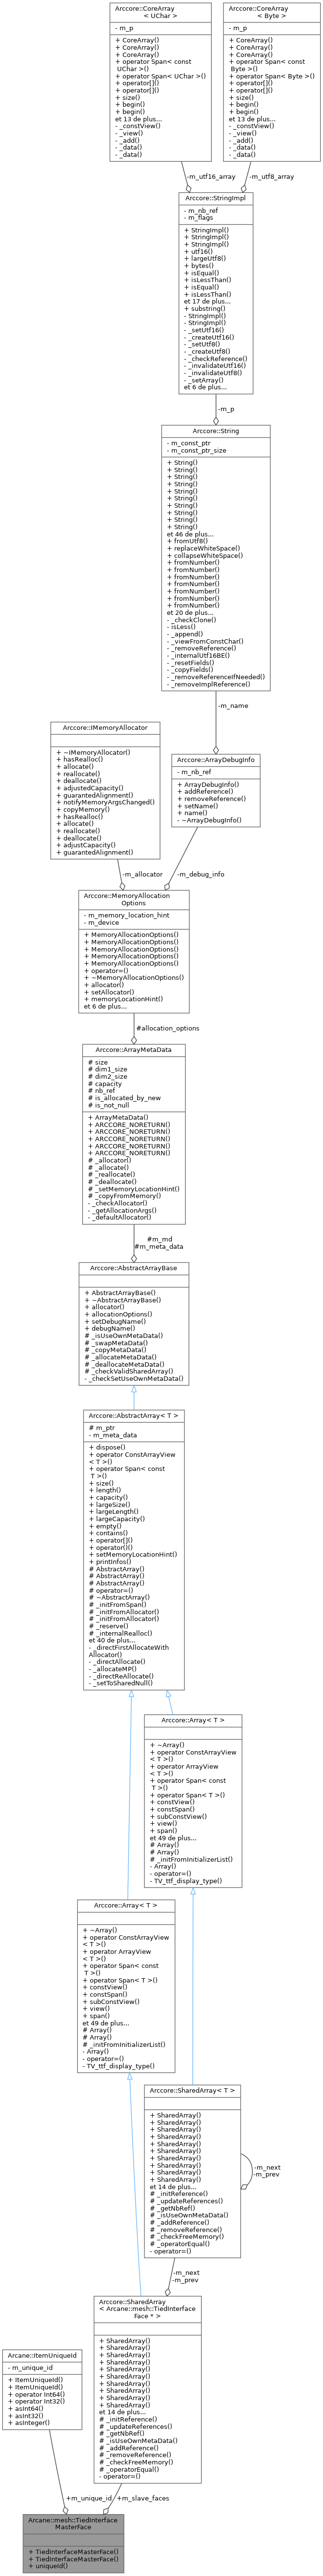 Arccore::CoreArray
< UChar >
- m_p
+ CoreArray()
+ CoreArray()
+ CoreArray()
+ operator Span< const
UChar >()
+ operator Span< UChar >()
+ operator[]()
+ operator[]()
+ size()
+ begin()
+ begin()
et 13 de plus...
- _constView()
- _view()
- _add()
- _data()
- _data()
Arccore::CoreArray
< Byte >
- m_p
+ CoreArray()
+ CoreArray()
+ CoreArray()
+ operator Span< const
Byte >()
+ operator Span< Byte >()
+ operator[]()
+ operator[]()
+ size()
+ begin()
+ begin()
et 13 de plus...
- _constView()
- _view()
- _add()
- _data()
- _data()
-m_utf16_array
-m_utf8_array
Arccore::StringImpl
- m_nb_ref
- m_flags
+ StringImpl()
+ StringImpl()
+ StringImpl()
+ utf16()
+ largeUtf8()
+ bytes()
+ isEqual()
+ isLessThan()
+ isEqual()
+ isLessThan()
et 17 de plus...
+ substring()
- StringImpl()
- StringImpl()
- _setUtf16()
- _createUtf16()
- _setUtf8()
- _createUtf8()
- _checkReference()
- _invalidateUtf16()
- _invalidateUtf8()
- _setArray()
et 6 de plus...
-m_p
Arccore::String
- m_const_ptr
- m_const_ptr_size
+ String()
+ String()
+ String()
+ String()
+ String()
+ String()
+ String()
+ String()
+ String()
+ String()
et 46 de plus...
+ fromUtf8()
+ replaceWhiteSpace()
+ collapseWhiteSpace()
+ fromNumber()
+ fromNumber()
+ fromNumber()
+ fromNumber()
+ fromNumber()
+ fromNumber()
+ fromNumber()
et 20 de plus...
- _checkClone()
- isLess()
- _append()
- _viewFromConstChar()
- _removeReference()
- _internalUtf16BE()
- _resetFields()
- _copyFields()
- _removeReferenceIfNeeded()
- _removeImplReference()
-m_name
Arccore::IMemoryAllocator
+ ~IMemoryAllocator()
+ hasRealloc()
+ allocate()
+ reallocate()
+ deallocate()
+ adjustedCapacity()
+ guarantedAlignment()
+ notifyMemoryArgsChanged()
+ copyMemory()
+ hasRealloc()
+ allocate()
+ reallocate()
+ deallocate()
+ adjustCapacity()
+ guarantedAlignment()
Arccore::ArrayDebugInfo
- m_nb_ref
+ ArrayDebugInfo()
+ addReference()
+ removeReference()
+ setName()
+ name()
- ~ArrayDebugInfo()
-m_allocator
-m_debug_info
Arccore::MemoryAllocation
Options
- m_memory_location_hint
- m_device
+ MemoryAllocationOptions()
+ MemoryAllocationOptions()
+ MemoryAllocationOptions()
+ MemoryAllocationOptions()
+ MemoryAllocationOptions()
+ operator=()
+ ~MemoryAllocationOptions()
+ allocator()
+ setAllocator()
+ memoryLocationHint()
et 6 de plus...
#allocation_options
Arccore::ArrayMetaData
# size
# dim1_size
# dim2_size
# capacity
# nb_ref
# is_allocated_by_new
# is_not_null
+ ArrayMetaData()
+ ARCCORE_NORETURN()
+ ARCCORE_NORETURN()
+ ARCCORE_NORETURN()
+ ARCCORE_NORETURN()
+ ARCCORE_NORETURN()
# _allocator()
# _allocate()
# _reallocate()
# _deallocate()
# _setMemoryLocationHint()
# _copyFromMemory()
- _checkAllocator()
- _getAllocationArgs()
- _defaultAllocator()
#m_md
#m_meta_data
Arccore::AbstractArrayBase
+ AbstractArrayBase()
+ ~AbstractArrayBase()
+ allocator()
+ allocationOptions()
+ setDebugName()
+ debugName()
# _isUseOwnMetaData()
# _swapMetaData()
# _copyMetaData()
# _allocateMetaData()
# _deallocateMetaData()
# _checkValidSharedArray()
- _checkSetUseOwnMetaData()
Arccore::AbstractArray< T >
# m_ptr
- m_meta_data
+ dispose()
+ operator ConstArrayView
< T >()
+ operator Span< const
T >()
+ size()
+ length()
+ capacity()
+ largeSize()
+ largeLength()
+ largeCapacity()
+ empty()
+ contains()
+ operator[]()
+ operator()()
+ setMemoryLocationHint()
+ printInfos()
# AbstractArray()
# AbstractArray()
# AbstractArray()
# operator=()
# ~AbstractArray()
# _initFromSpan()
# _initFromAllocator()
# _initFromAllocator()
# _reserve()
# _internalRealloc()
et 40 de plus...
- _directFirstAllocateWith
Allocator()
- _directAllocate()
- _allocateMP()
- _directReAllocate()
- _setToSharedNull()
Arccore::Array< T >
+ ~Array()
+ operator ConstArrayView
< T >()
+ operator ArrayView
< T >()
+ operator Span< const
T >()
+ operator Span< T >()
+ constView()
+ constSpan()
+ subConstView()
+ view()
+ span()
et 49 de plus...
# Array()
# Array()
# _initFromInitializerList()
- Array()
- operator=()
- TV_ttf_display_type()
Arccore::Array< T >
+ ~Array()
+ operator ConstArrayView
< T >()
+ operator ArrayView
< T >()
+ operator Span< const
T >()
+ operator Span< T >()
+ constView()
+ constSpan()
+ subConstView()
+ view()
+ span()
et 49 de plus...
# Array()
# Array()
# _initFromInitializerList()
- Array()
- operator=()
- TV_ttf_display_type()
Arccore::SharedArray< T >
+ SharedArray()
+ SharedArray()
+ SharedArray()
+ SharedArray()
+ SharedArray()
+ SharedArray()
+ SharedArray()
+ SharedArray()
+ SharedArray()
+ SharedArray()
et 14 de plus...
# _initReference()
# _updateReferences()
# _getNbRef()
# _isUseOwnMetaData()
# _addReference()
# _removeReference()
# _checkFreeMemory()
# _operatorEqual()
- operator=()
-m_next
-m_prev
-m_next
-m_prev
Arccore::SharedArray
< Arcane::mesh::TiedInterface
Face * >
+ SharedArray()
+ SharedArray()
+ SharedArray()
+ SharedArray()
+ SharedArray()
+ SharedArray()
+ SharedArray()
+ SharedArray()
+ SharedArray()
+ SharedArray()
et 14 de plus...
# _initReference()
# _updateReferences()
# _getNbRef()
# _isUseOwnMetaData()
# _addReference()
# _removeReference()
# _checkFreeMemory()
# _operatorEqual()
- operator=()
Arcane::ItemUniqueId
- m_unique_id
+ ItemUniqueId()
+ ItemUniqueId()
+ operator Int64()
+ operator Int32()
+ asInt64()
+ asInt32()
+ asInteger()
+m_unique_id
+m_slave_faces
Arcane::mesh::TiedInterface
MasterFace
+ TiedInterfaceMasterFace()
+ TiedInterfaceMasterFace()
+ uniqueId()